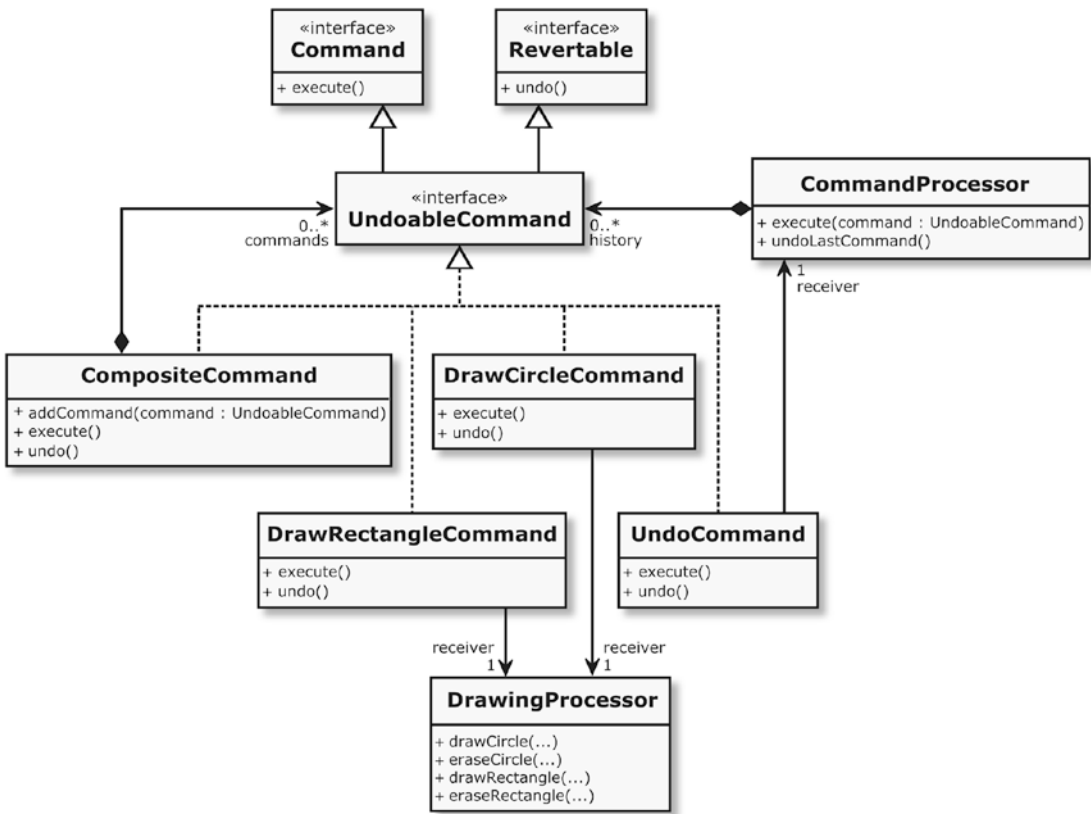 «interface»
Command
+ execute()
«interface»
Revertable
+ undo()
«interface»
UndoableCommand
0..*
commands
0..*
history
CommandProcessor
+ execute(command : UndoableCommand)
+ undoLastCommand()
1
receiver
CompositeCommand
+ addCommand(command : UndoableCommand)
+ execute()
+ undo()
DrawCircleCommand
+ execute()
+ undo()
DrawRectangleCommand
+ execute()
+ undo()
UndoCommand
+ execute()
+ undo()
receiver
1
receiver
1
DrawingProcessor
+ drawCircle(...)
+ eraseCircle(...)
+ drawRectangle(...)
+ eraseRectangle(...)